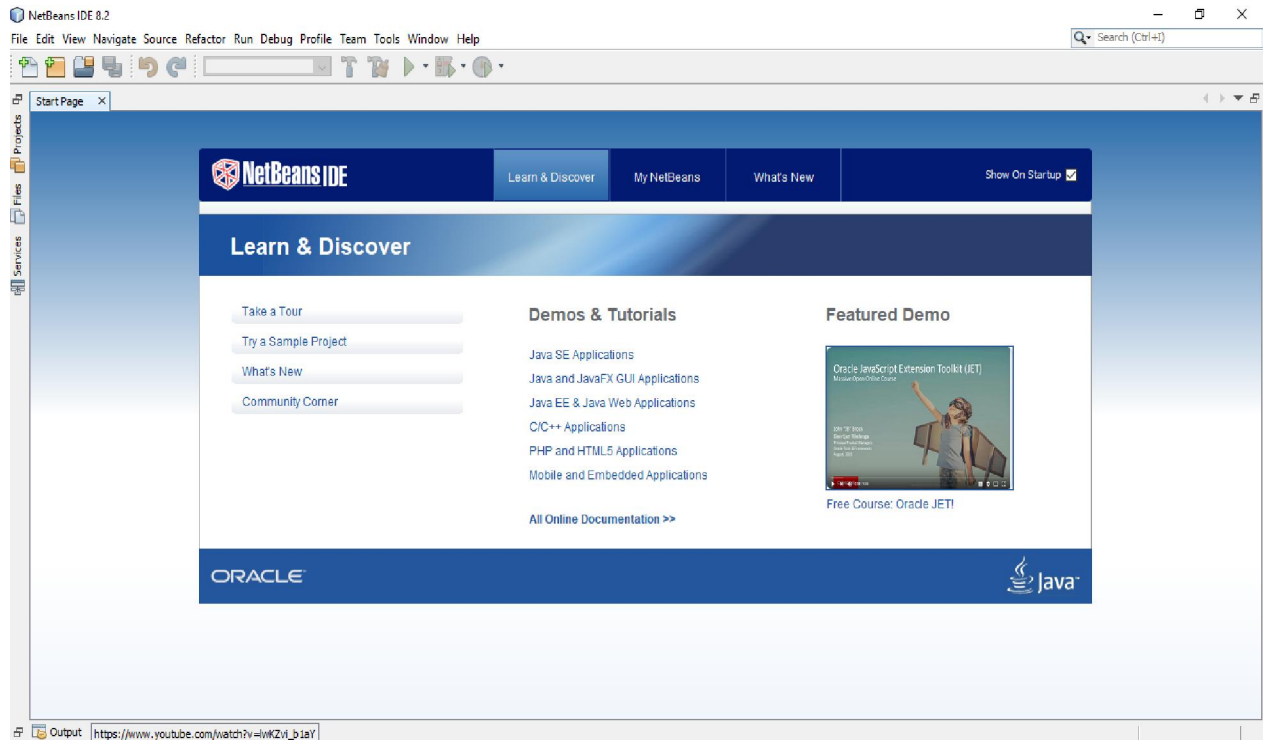 NetBeans IDE 8.2
File Edit View Navigate Source Refactor Run Debug Profile Team Tools Window Help
Search (Ctrl+I)
Start Page
Projects
Files
Services
NetBeans IDE
Learn & Discover
My NetBeans
What's New
Show On Startup
Learn & Discover
Take a Tour
Try a Sample Project
What's New
Community Corner
Demos & Tutorials
Java SE Applications
Java and JavaFX GUI Applications
Java EE & Java Web Applications
C/C++ Applications
PHP and HTML5 Applications
Mobile and Embedded Applications
All Online Documentation >>
Featured Demo
Oracle JavaScript Extension Toolkit (JET)
Massive Open Online Course
Free Course: Oracle JET!
ORACLE
Java
Output
https://www.youtube.com/watch?v=